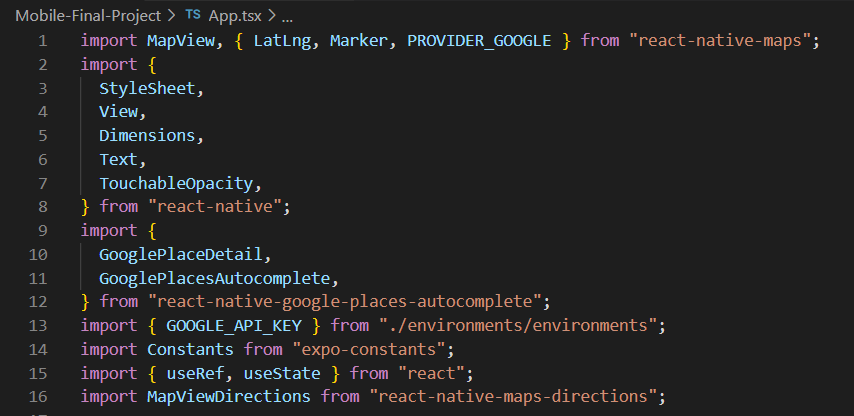 Mobile-Final-Project > TS App.tsx > ...
1 import MapView, { LatLng, Marker, PROVIDER_GOOGLE } from "react-native-maps";
2 import {
3 StyleSheet,
4 View,
5 Dimensions,
6 Text,
7 TouchableOpacity,
8 } from "react-native";
9 import {
10 GooglePlaceDetail,
11 GooglePlacesAutocomplete,
12 } from "react-native-google-places-autocomplete";
13 import { GOOGLE_API_KEY } from "./environments/environments";
14 import Constants from "expo-constants";
15 import { useRef, useState } from "react";
16 import MapViewDirections from "react-native-maps-directions";